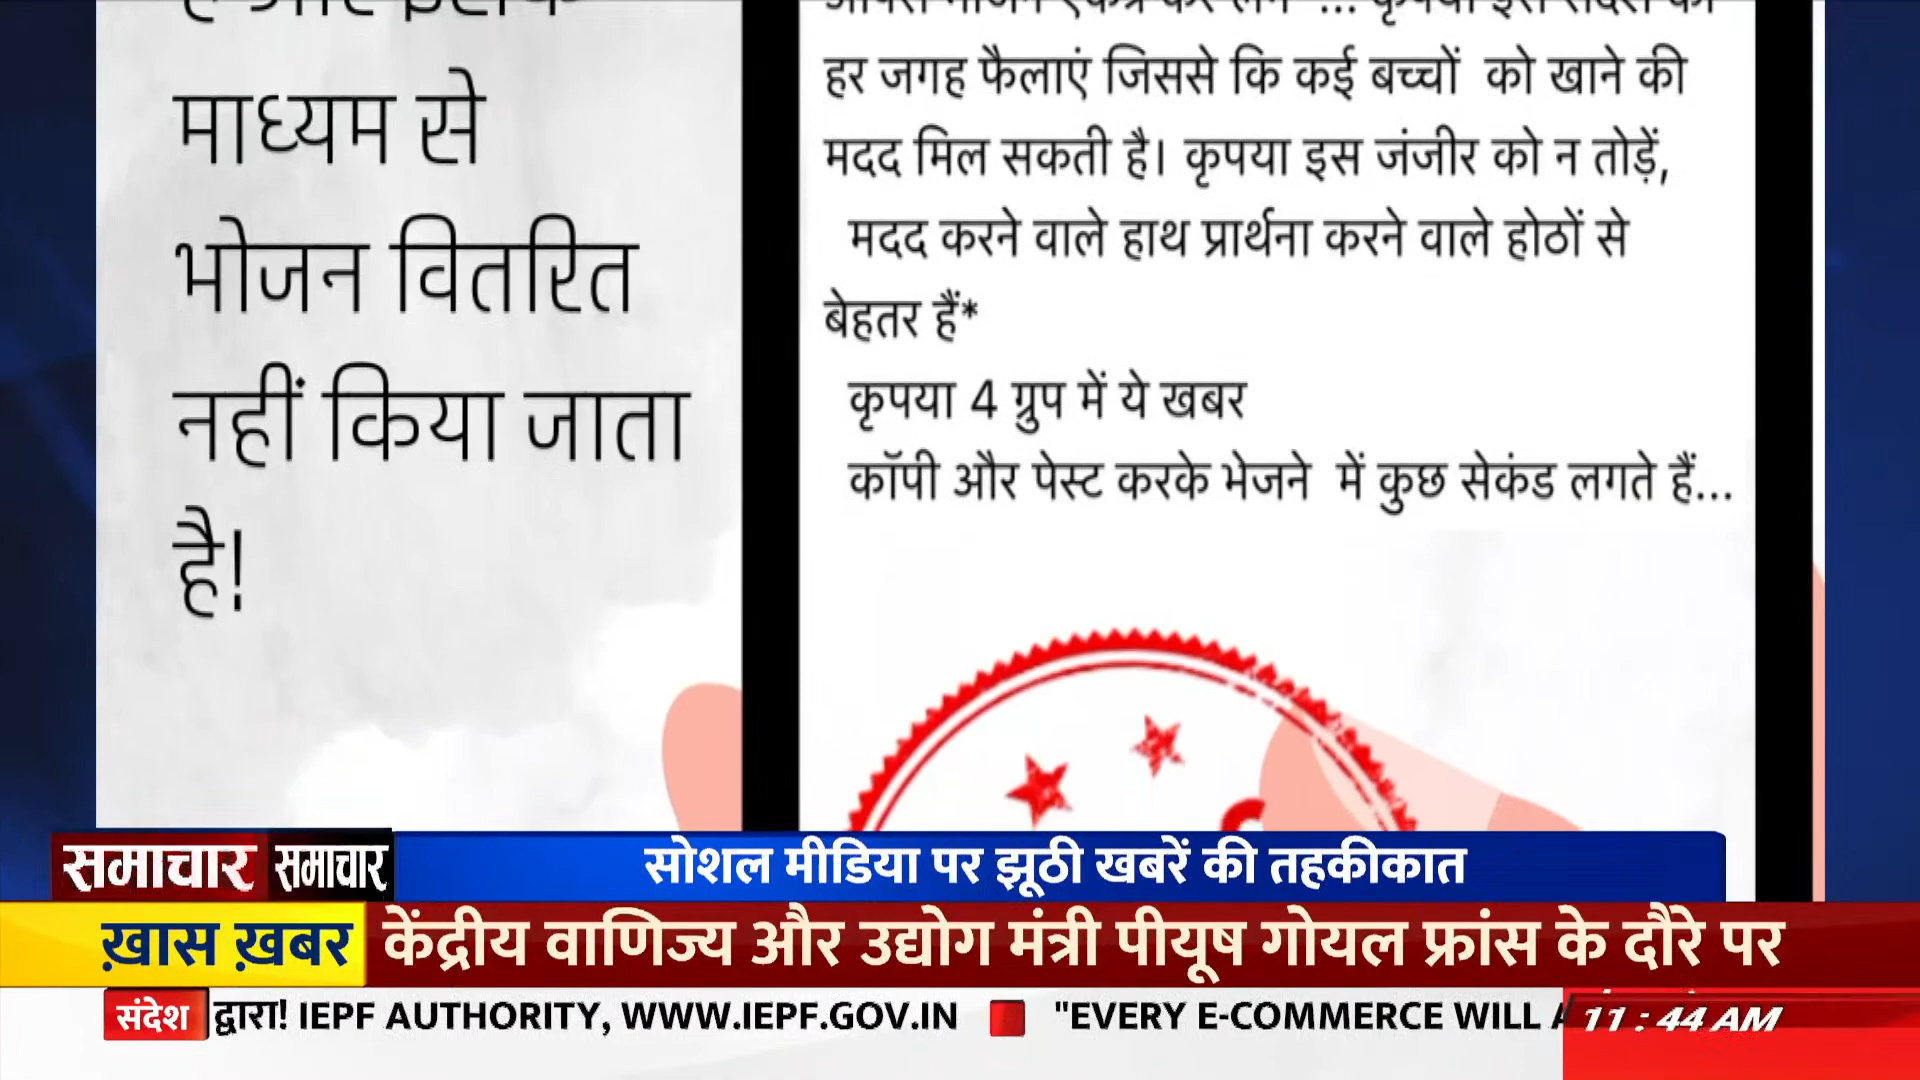 माध्यम से
भोजन वितरित
नहीं किया जाता
है!
हर जगह फैलाएं जिससे कि कई बच्चों को खाने की
मदद मिल सकती है। कृपया इस जंजीर को न तोड़ें,
मदद करने वाले हाथ प्रार्थना करने वाले होठों से
बेहतर हैं*
कृपया 4 ग्रुप में ये खबर
कॉपी और पेस्ट करके भेजने में कुछ सेकंड लगते हैं...
समाचार समाचार
सोशल मीडिया पर झूठी खबरें की तहकीकात
ख़ास ख़बर
केंद्रीय वाणिज्य और उद्योग मंत्री पीयूष गोयल फ्रांस के दौरे पर
संदेश
द्वारा! IEPF AUTHORITY, WWW.IEPF.GOV.IN
"EVERY E-COMMERCE WILL
11:44 AM